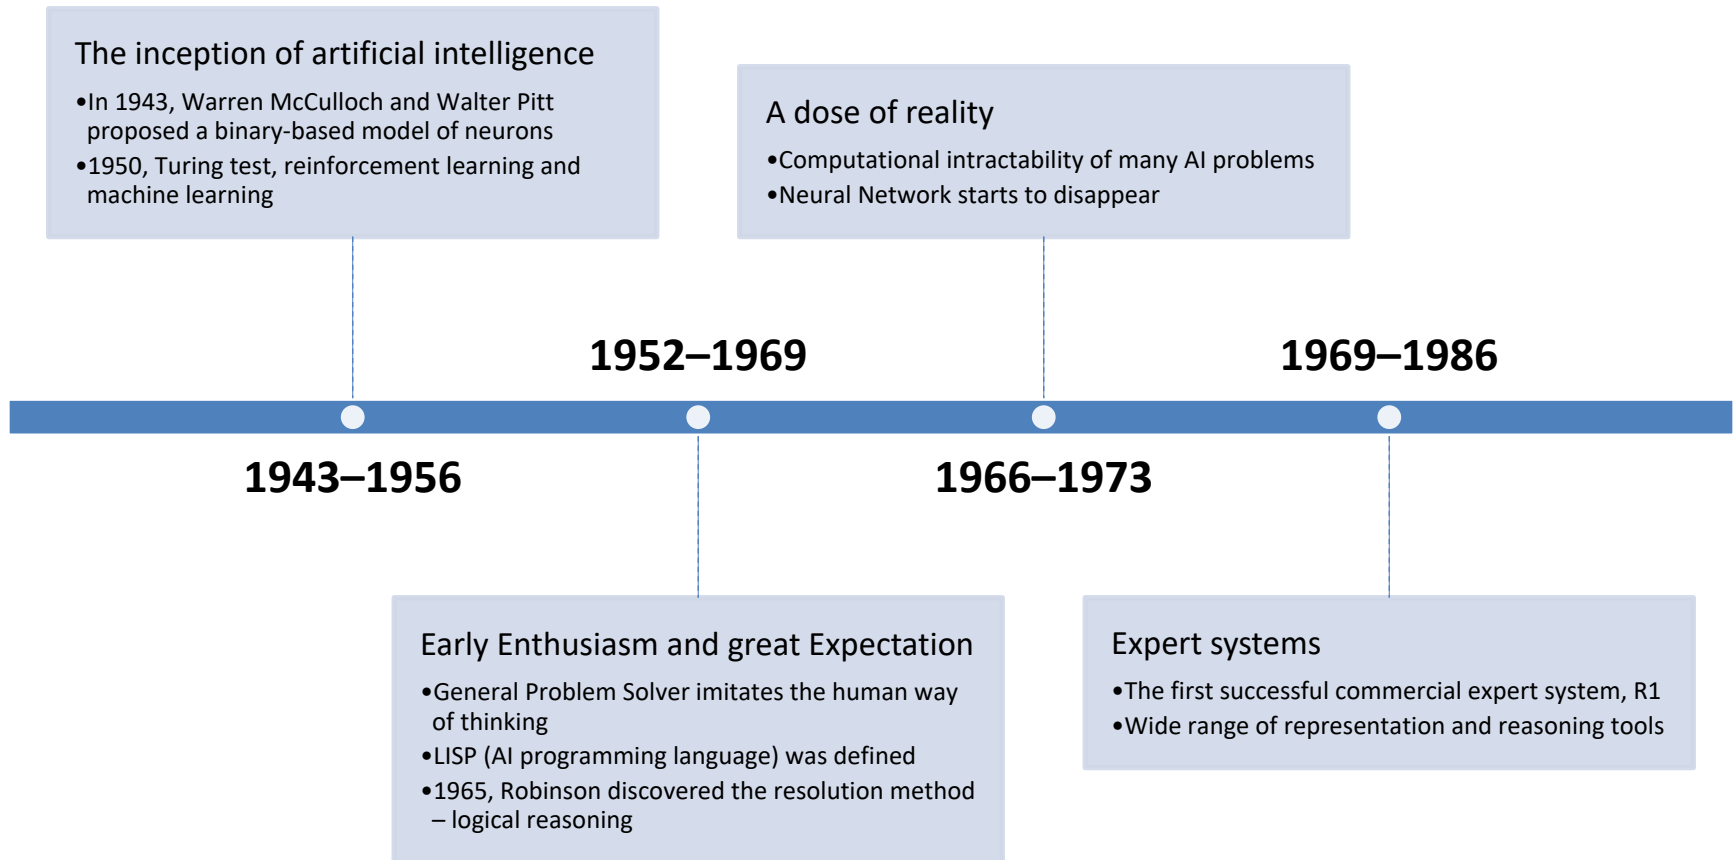 The inception of artificial intelligence
•In 1943, Warren McCulloch and Walter Pitt
proposed a binary-based model of neurons
•1950, Turing test, reinforcement learning and
machine learning
A dose of reality
•Computational intractability of many AI problems
•Neural Network starts to disappear
1952–1969
1969–1986
1943–1956
1966–1973
Early Enthusiasm and great Expectation
•General Problem Solver imitates the human way
of thinking
•LISP (AI programming language) was defined
•1965, Robinson discovered the resolution method
– logical reasoning
Expert systems
•The first successful commercial expert system, R1
•Wide range of representation and reasoning tools